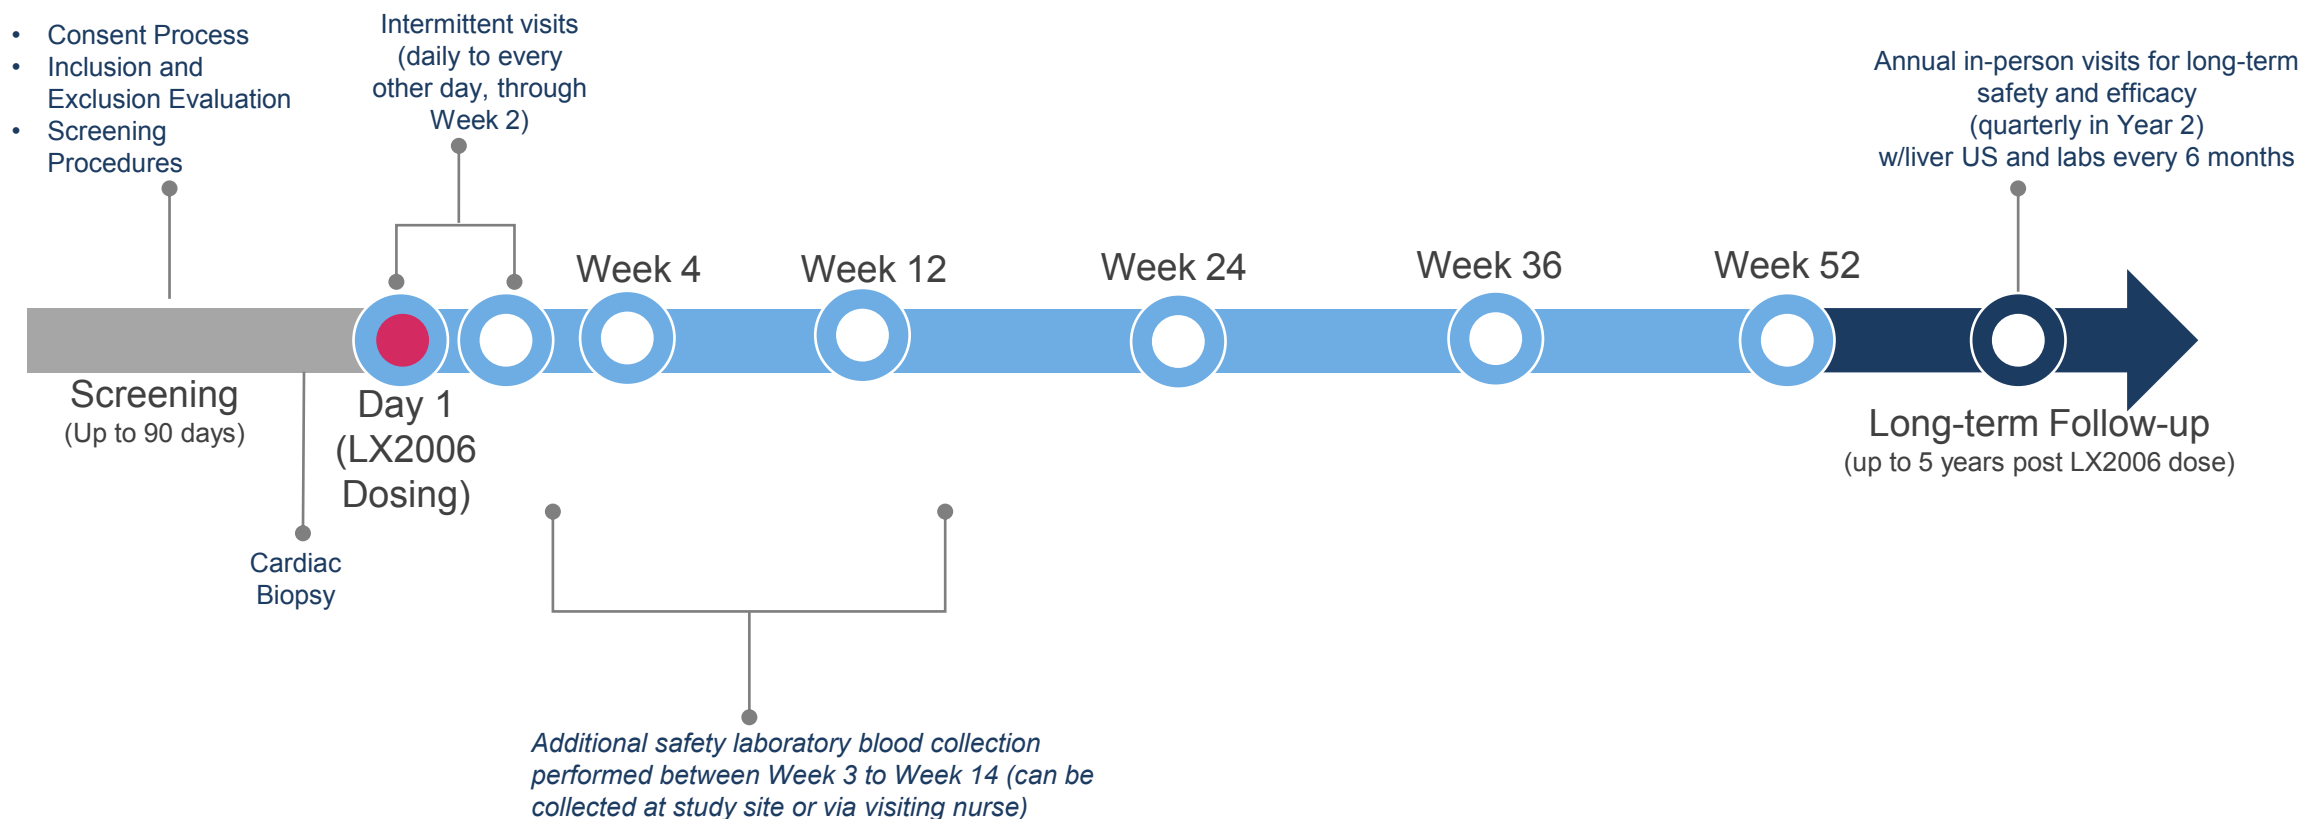 • Consent Process
• Inclusion and
Exclusion Evaluation
• Screening
Procedures
Intermittent visits
(daily to every
other day, through
Week 2)
Annual in-person visits for long-term
safety and efficacy
(quarterly in Year 2)
w/liver US and labs every 6 months
Week 4
Week 12
Week 24
Week 36
Week 52
Screening
(Up to 90 days)
Day 1
(LX2006
Dosing)
Long-term Follow-up
(up to 5 years post LX2006 dose)
Cardiac
Biopsy
Additional safety laboratory blood collection
performed between Week 3 to Week 14 (can be
collected at study site or via visiting nurse)